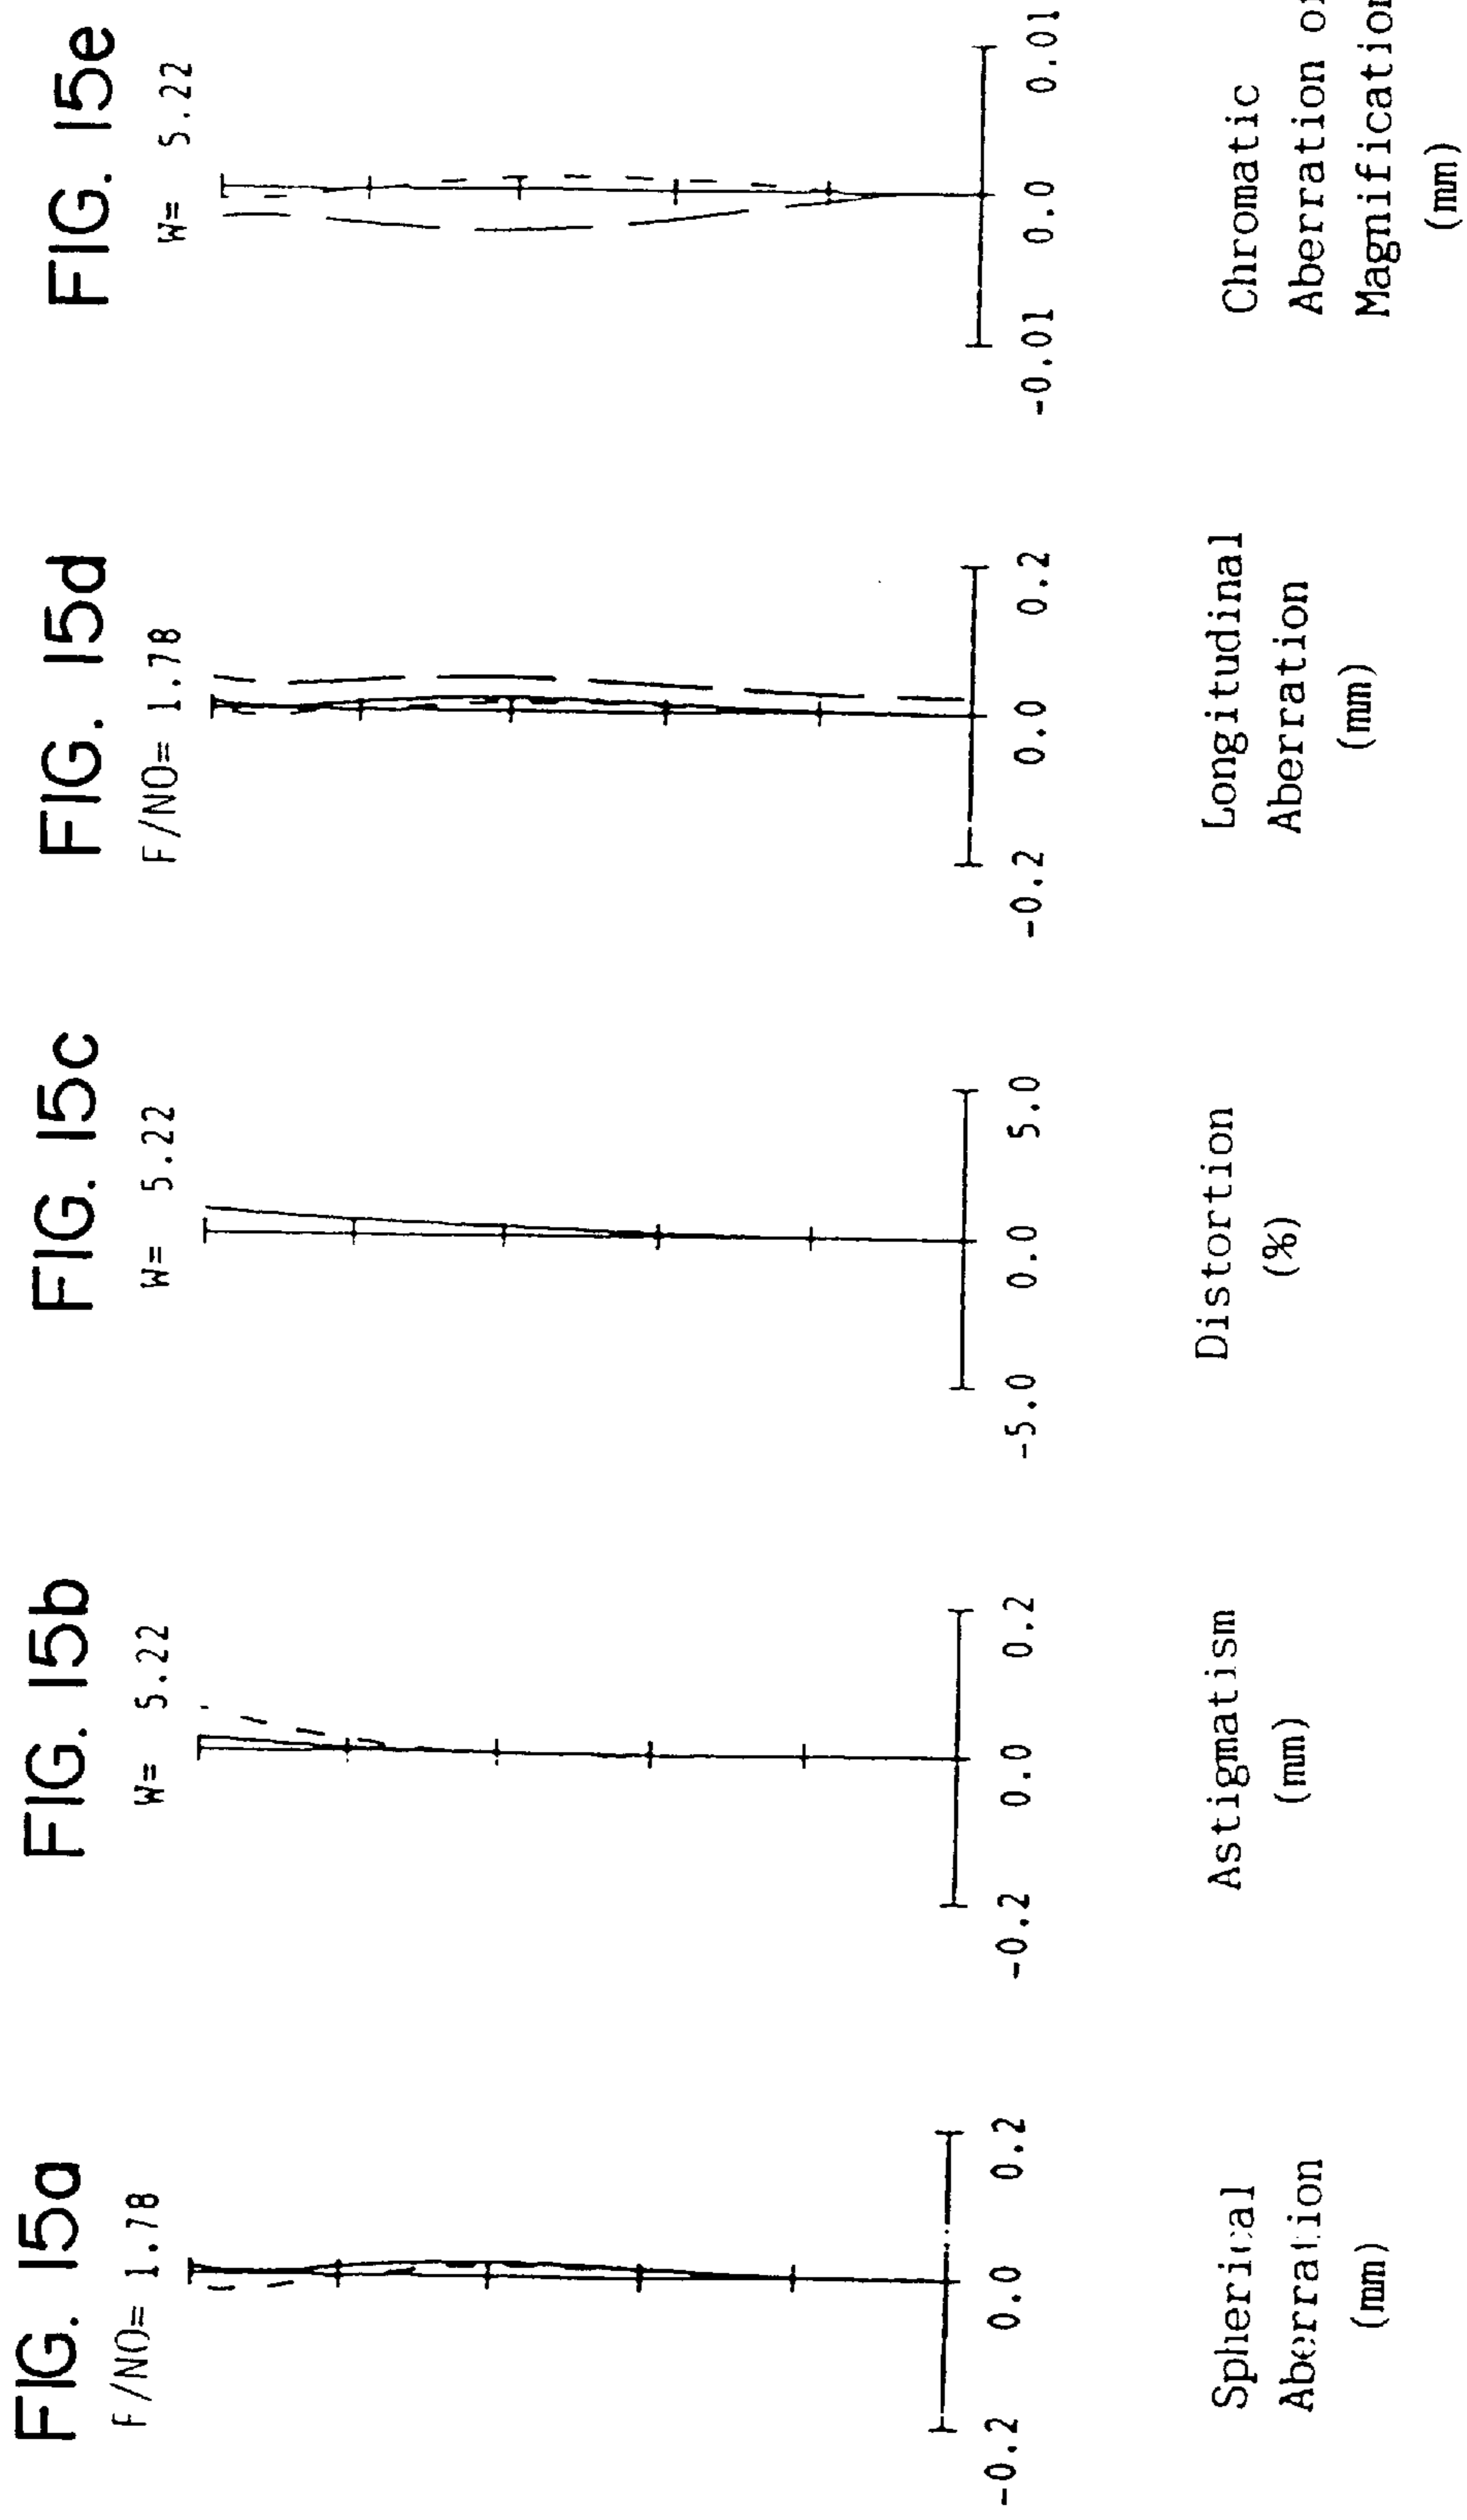 FIG. 15a
F/NO= 1.78
-0.2 0.0 0.2
Spherical
Aberration
(mm)
FIG. 15b
W= 5.22
-0.2 0.0 0.2
Astigmatism
(mm)
FIG. 15c
W= 5.22
-5.0 0.0 5.0
Distortion
(%)
FIG. 15d
F/NO= 1.78
-0.2 0.0 0.2
Longitudinal
Aberration
(mm)
FIG. 15e
W= 5.22
-0.01 0.0 0.01
Chromatic
Aberration of
Magnification
(mm)